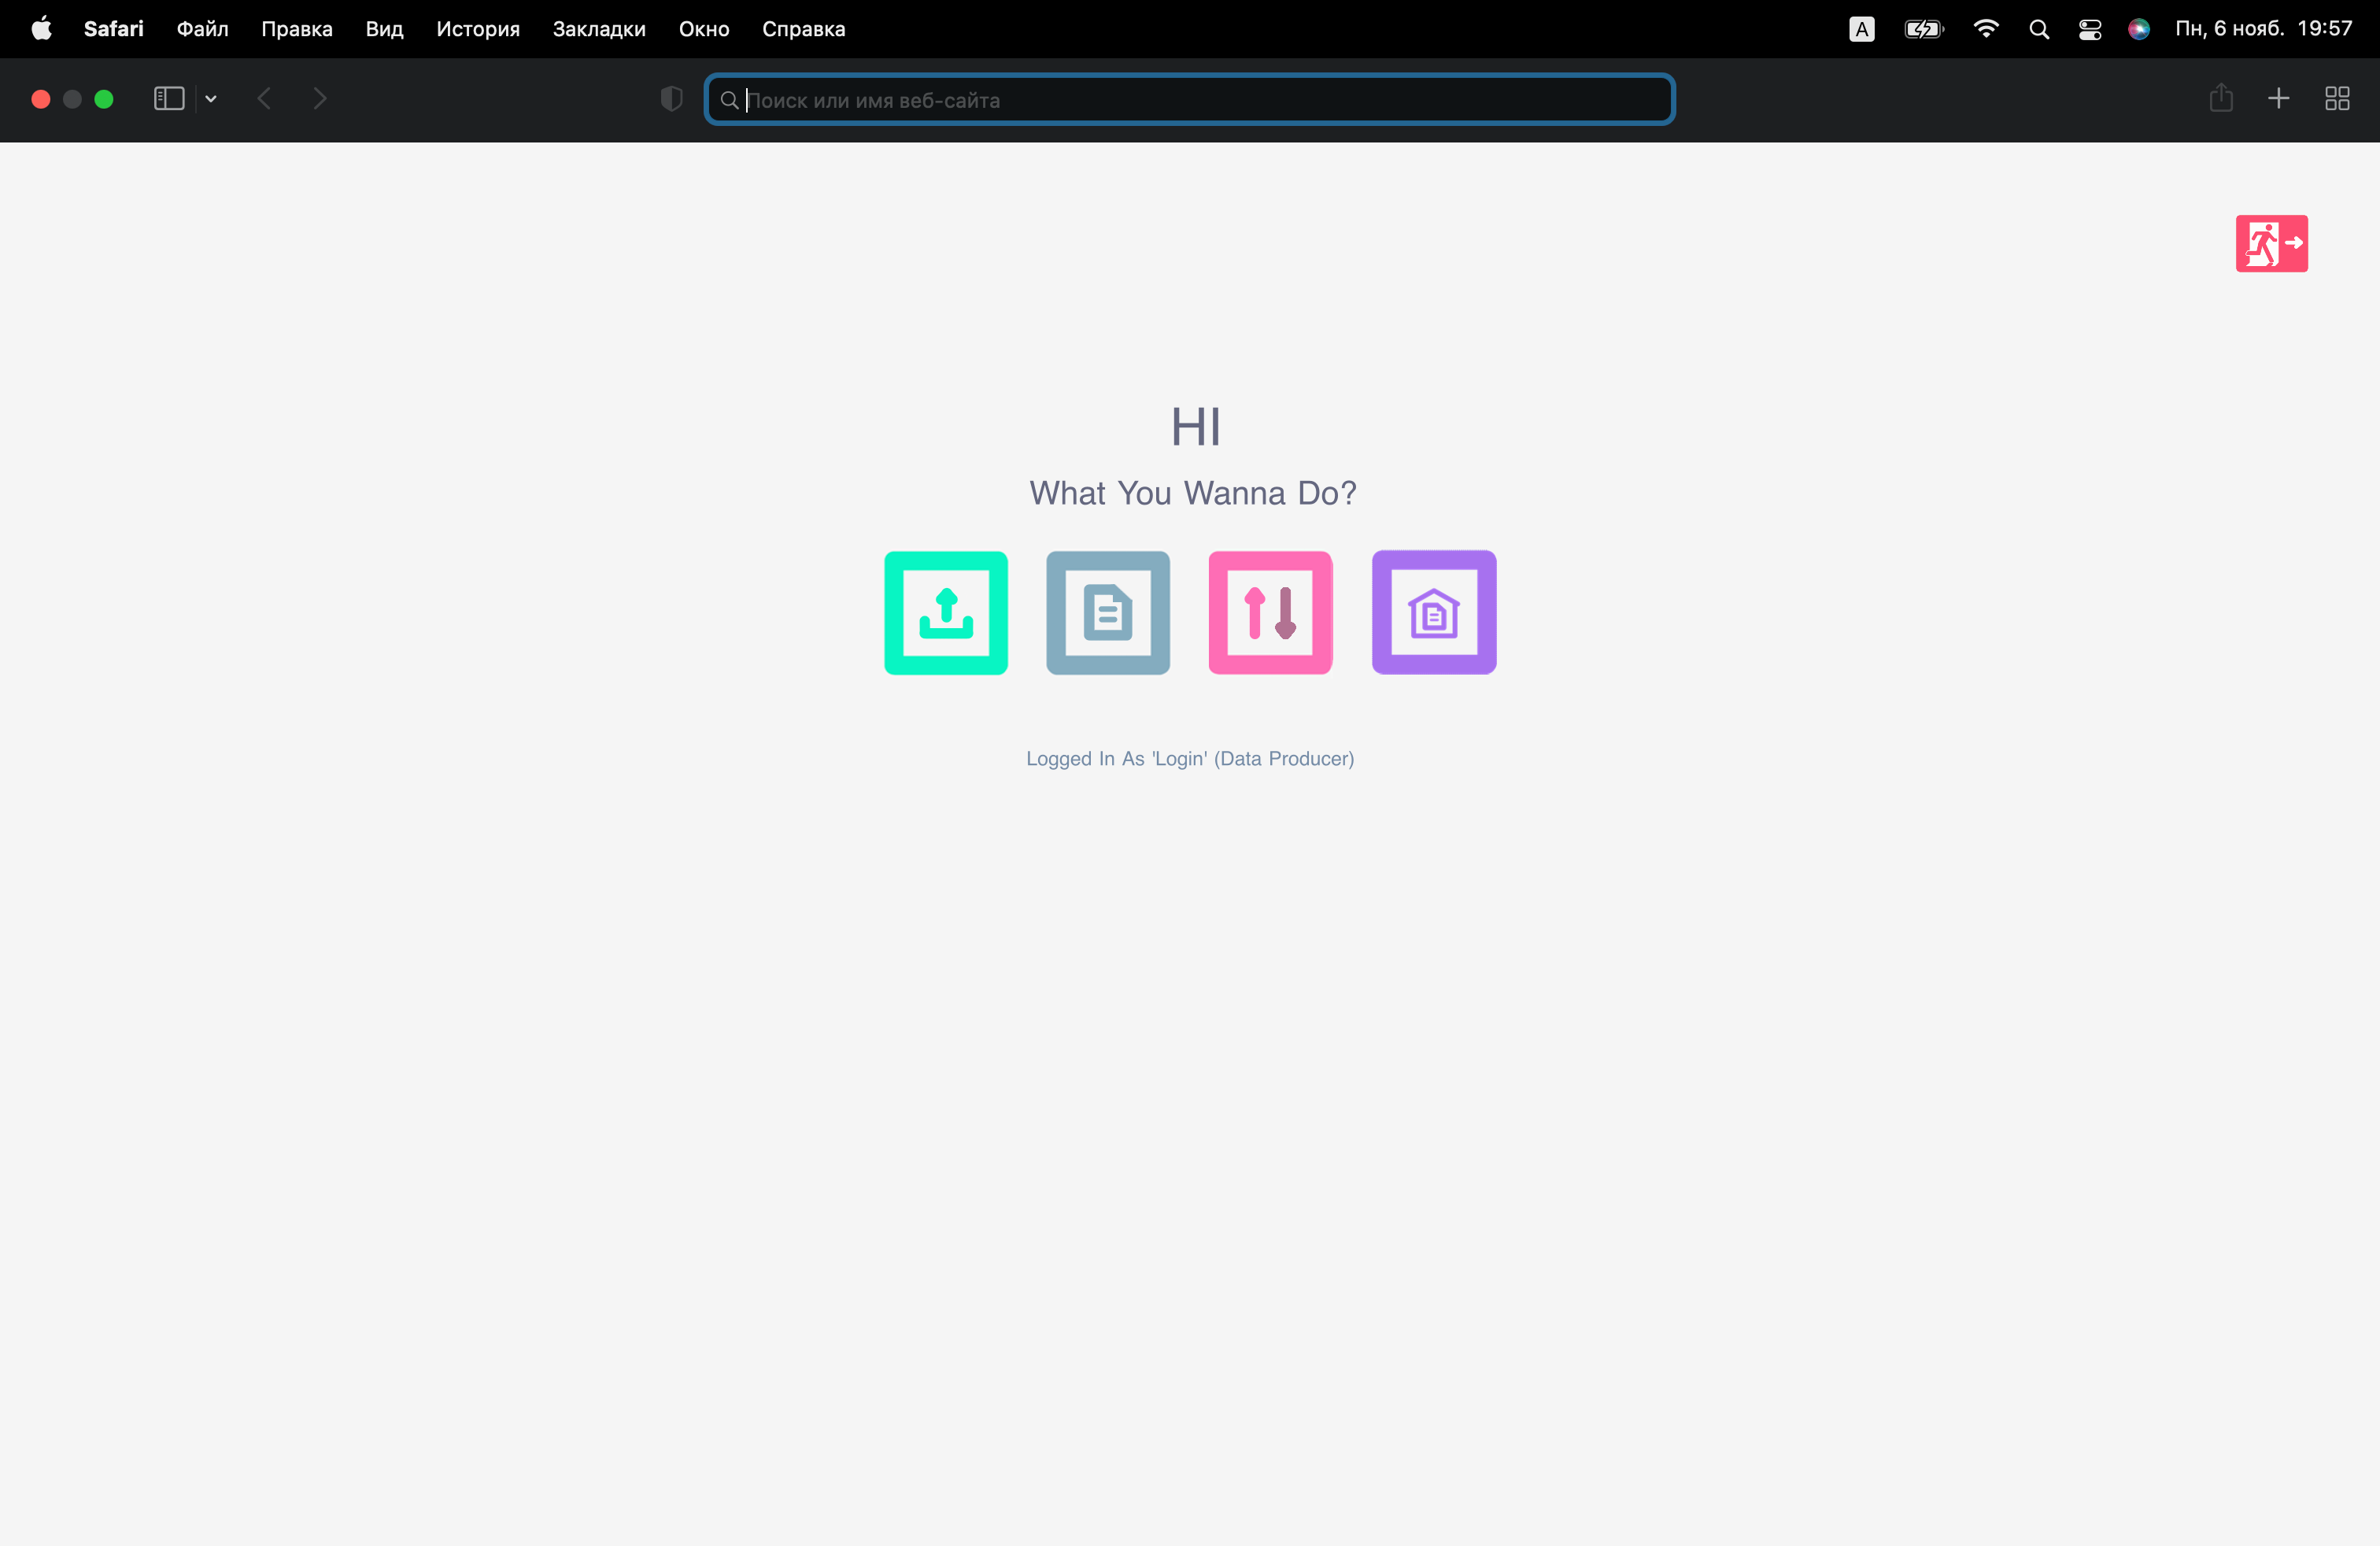 Safari Файл Правка Вид История Закладки Окно Справка A Пн, 6 нояб. 19:57
Поиск или имя веб-сайта
HI
What You Wanna Do?
Logged In As 'Login' (Data Producer)